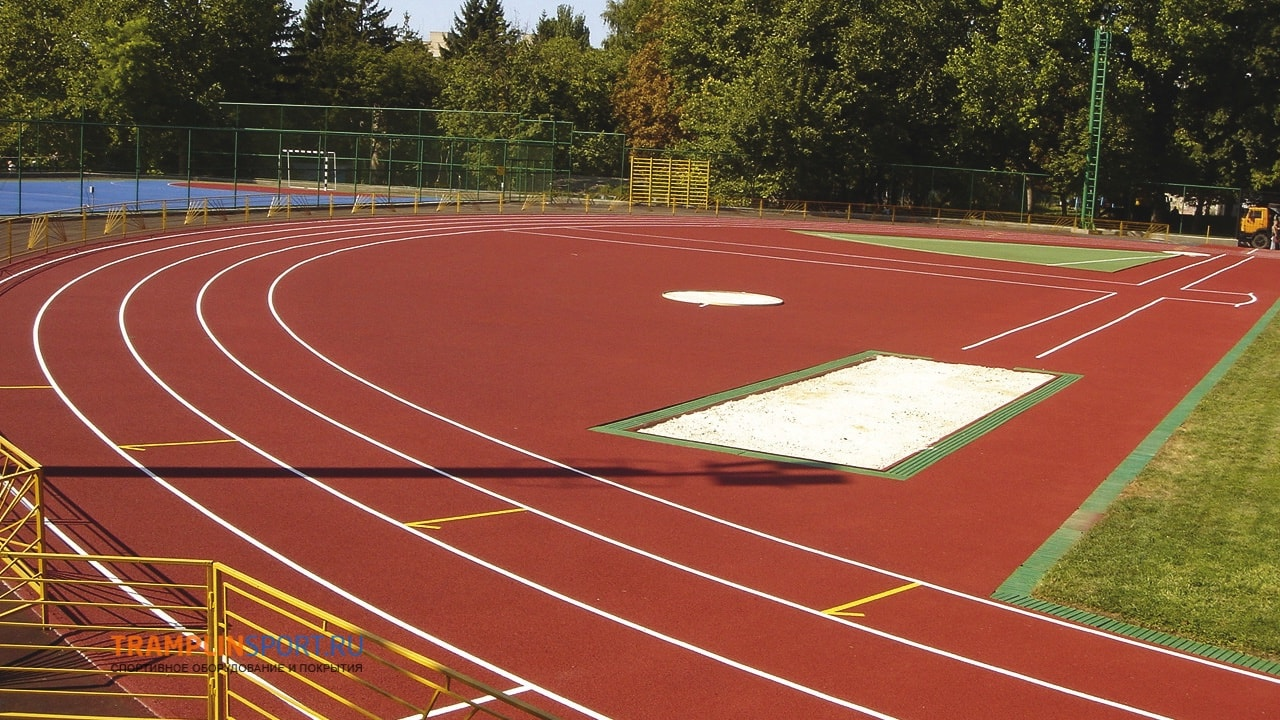 TRAMPLINSPORT.RU
СПОРТИВНОЕ ОБОРУДОВАНИЕ И ПОКРЫТИЯ